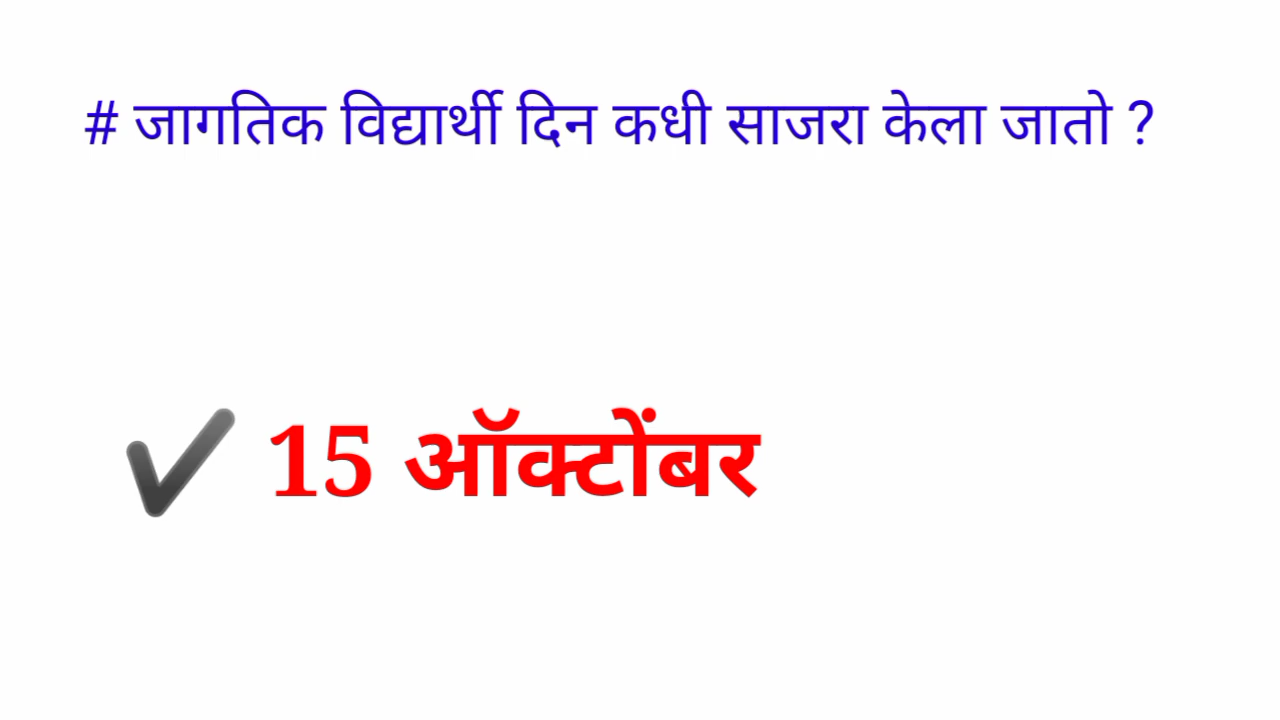 # जागतिक विद्यार्थी दिन कधी साजरा केला जातो ?
✔ 15 ऑक्टोंबर